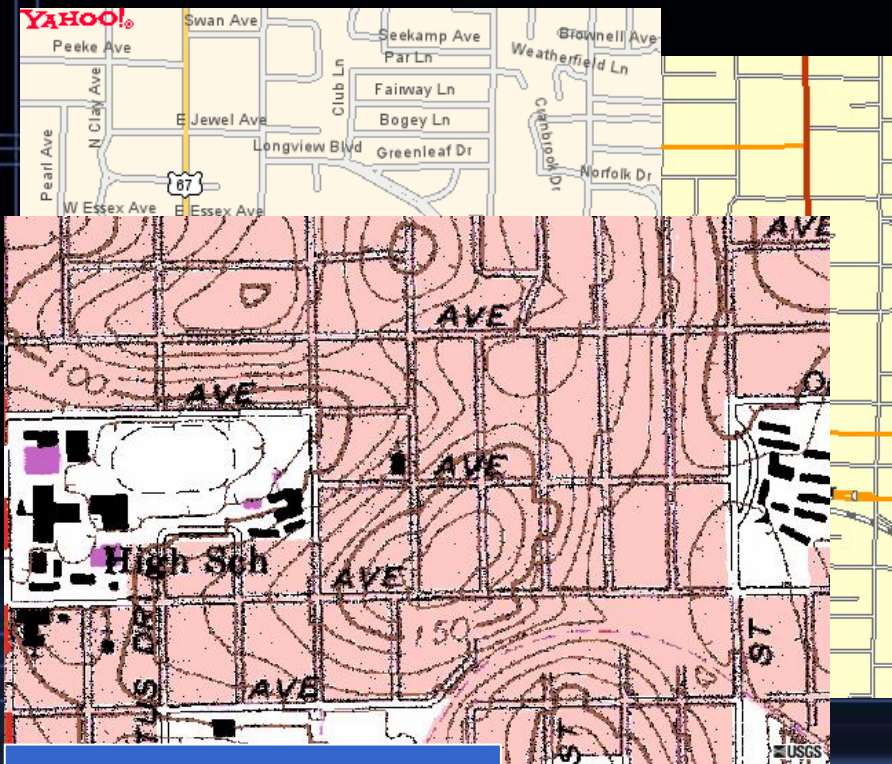 YAHOO!®
Swan Ave
Peeke Ave
Seekamp Ave
Brownell Ave
Par Ln
Weatherfield Ln
N Clay Ave
Club Ln
Fairway Ln
Cranbrook Dr
E Jewel Ave
Bogey Ln
Pearl Ave
Longview Blvd
Greenleaf Dr
Norfolk Dr
67
W Essex Ave
E Essex Ave
AVE
AVE
100
AVE
AVE
High Sch
AVE
150
ST
TUS DR
AVE
ST
USGS